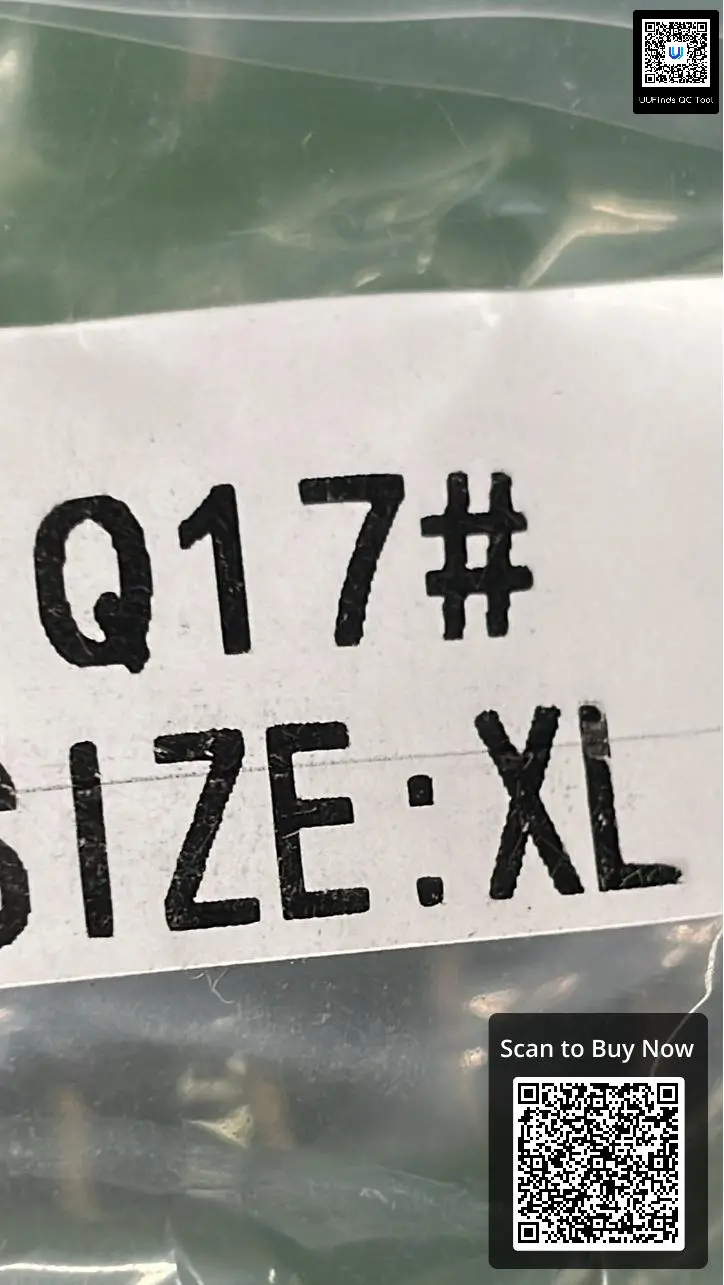 UUFinds QC Tool
Q17#
SIZE:XL
Scan to Buy Now